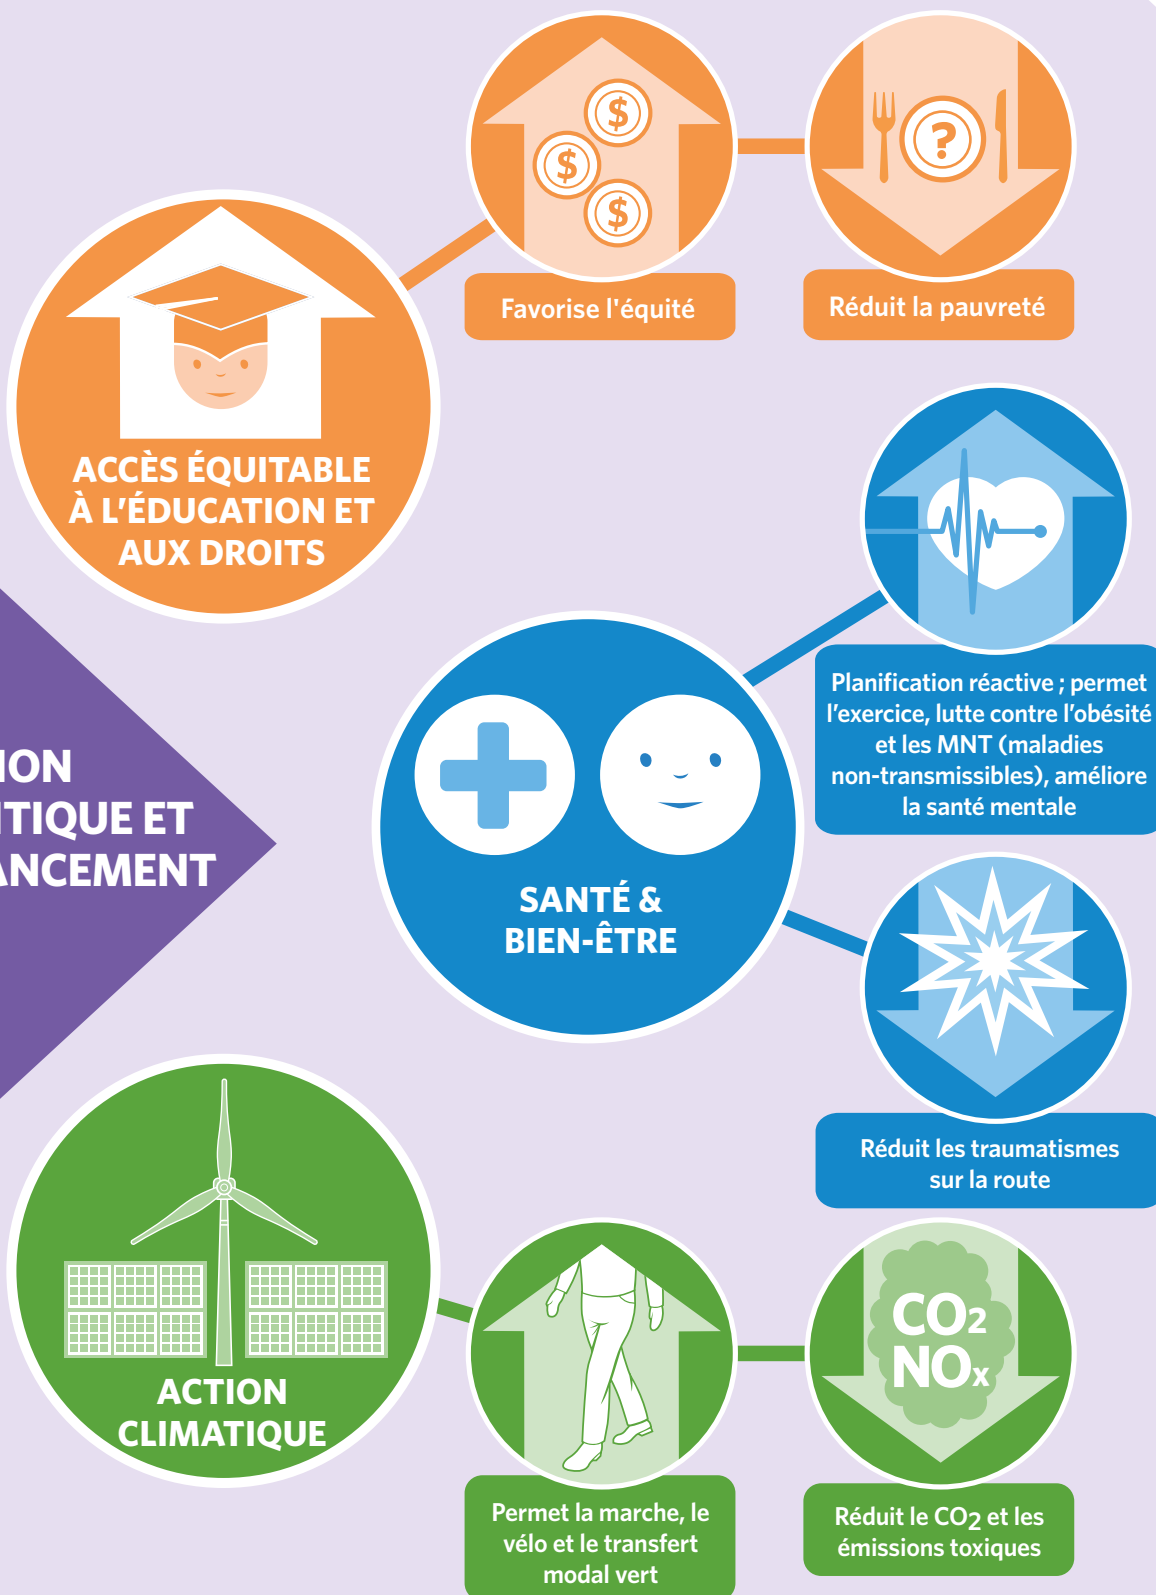 $
$
$
?
Favorise l'équité
Réduit la pauvreté
ACCÈS ÉQUITABLE
À L'ÉDUCATION ET
AUX DROITS
Planification réactive ; permet
l'exercice, lutte contre l'obésité
et les MNT (maladies
non-transmissibles), améliore
la santé mentale
ION
ITIQUE ET
ANCEMENT
SANTÉ &
BIEN-ÊTRE
Réduit les traumatismes
sur la route
ACTION
CLIMATIQUE
CO2
NOx
Permet la marche, le
vélo et le transfert
modal vert
Réduit le CO2 et les
émissions toxiques